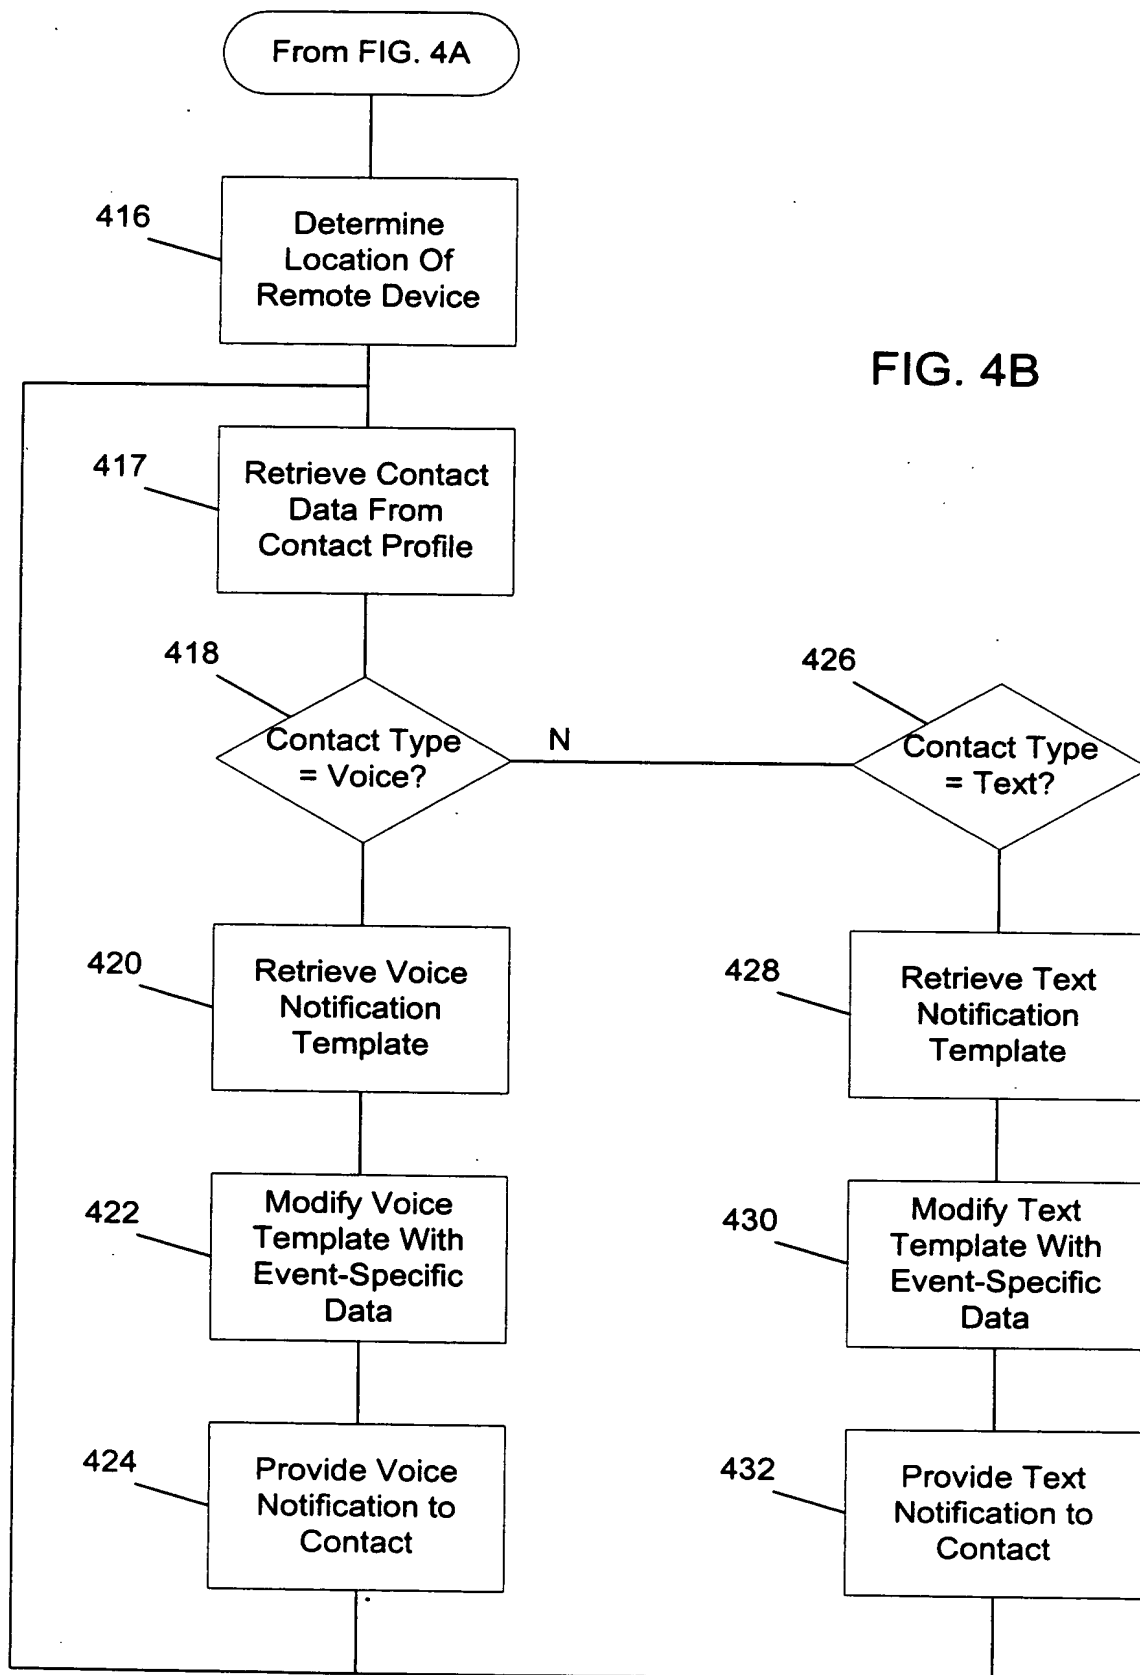 From FIG. 4A
416
Determine
Location Of
Remote Device
FIG. 4B
417
Retrieve Contact
Data From
Contact Profile
418
Contact Type
= Voice?
N
426
Contact Type
= Text?
420
Retrieve Voice
Notification
Template
428
Retrieve Text
Notification
Template
422
Modify Voice
Template With
Event-Specific
Data
430
Modify Text
Template With
Event-Specific
Data
424
Provide Voice
Notification to
Contact
432
Provide Text
Notification to
Contact